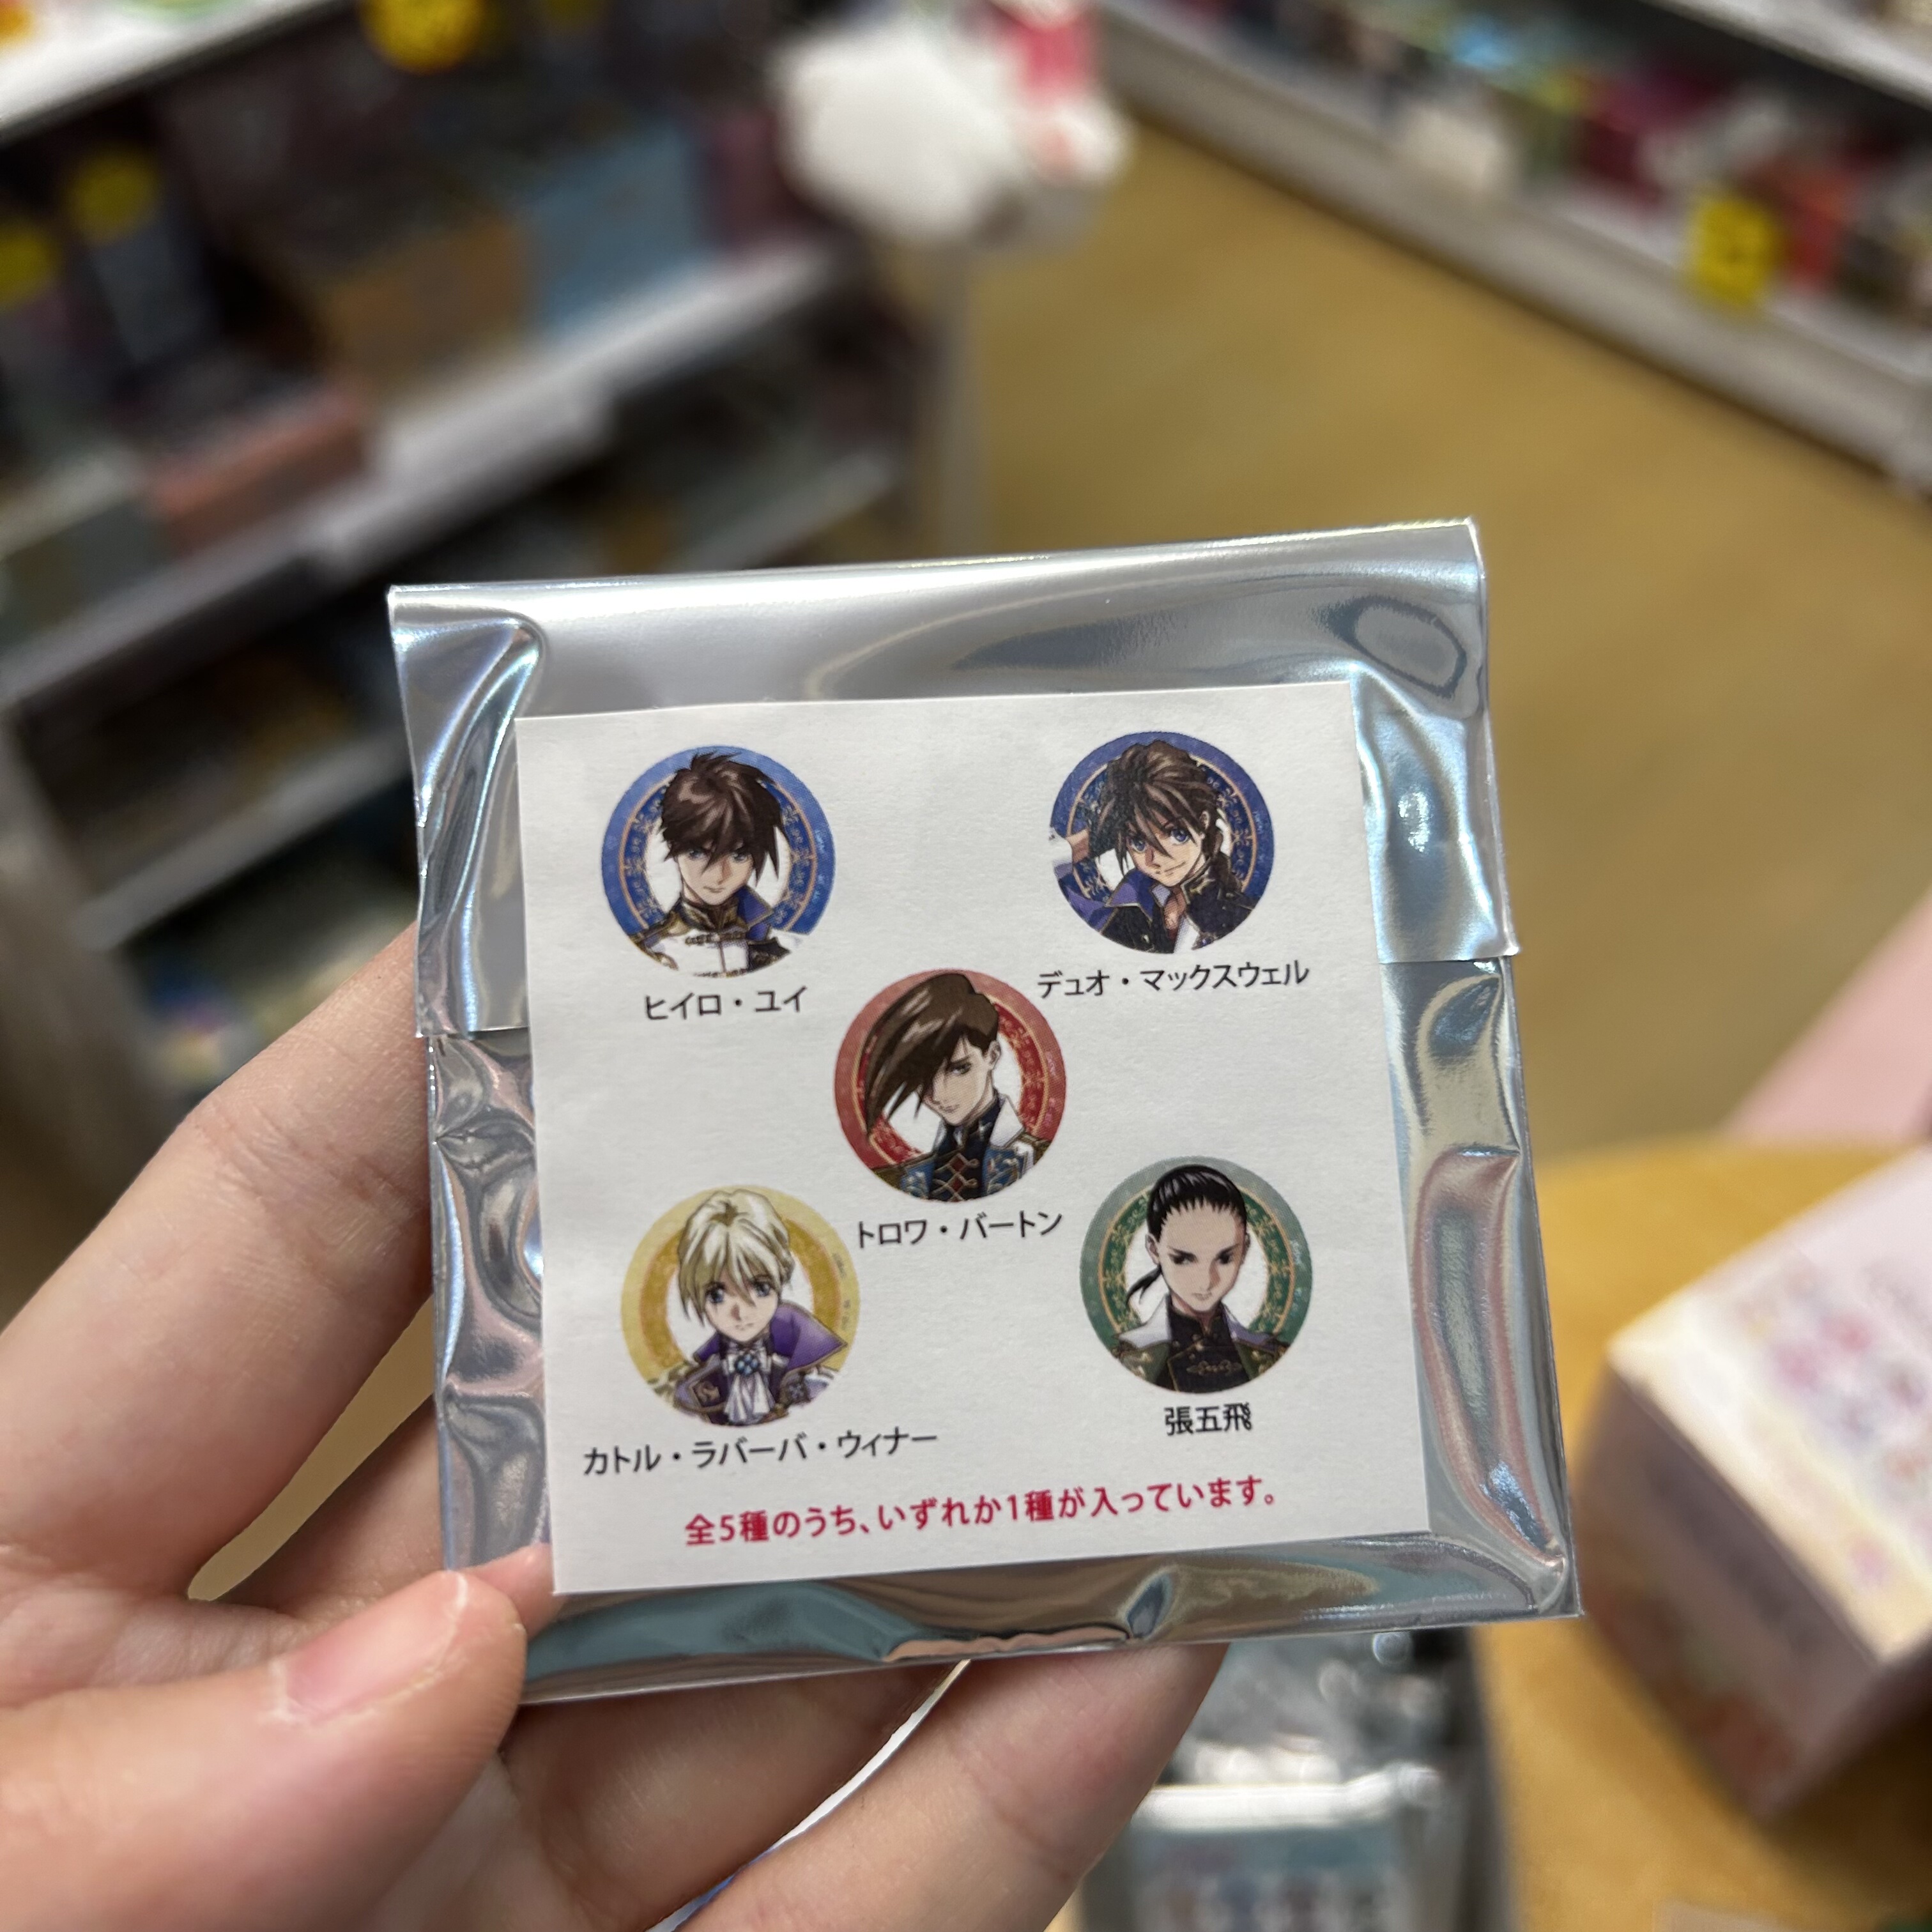 ヒイロ・ユイ
デュオ・マックスウェル
トロワ・バートン
カトル・ラバーバ・ウィナー
張五飛
全5種のうち、いずれか1種が入っています。